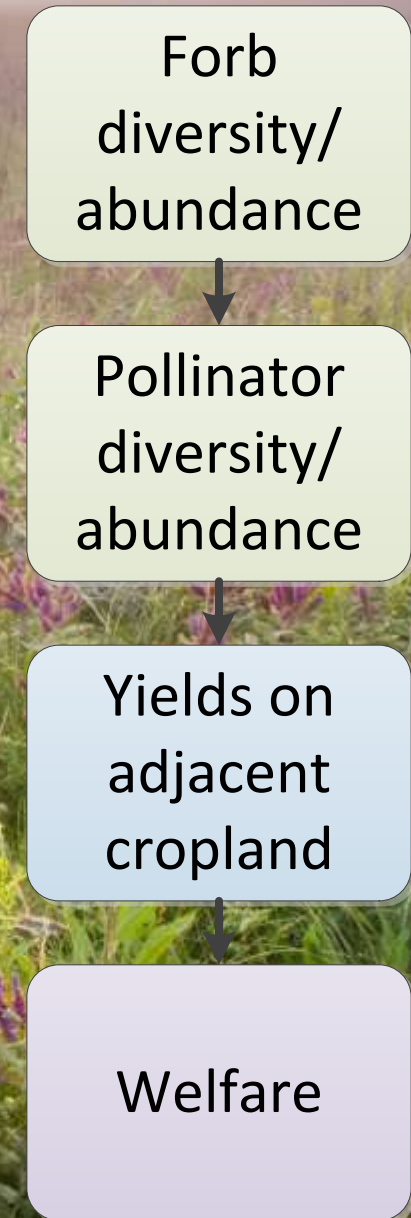 Forb
diversity/
abundance
Pollinator
diversity/
abundance
Yields on
adjacent
cropland
Welfare